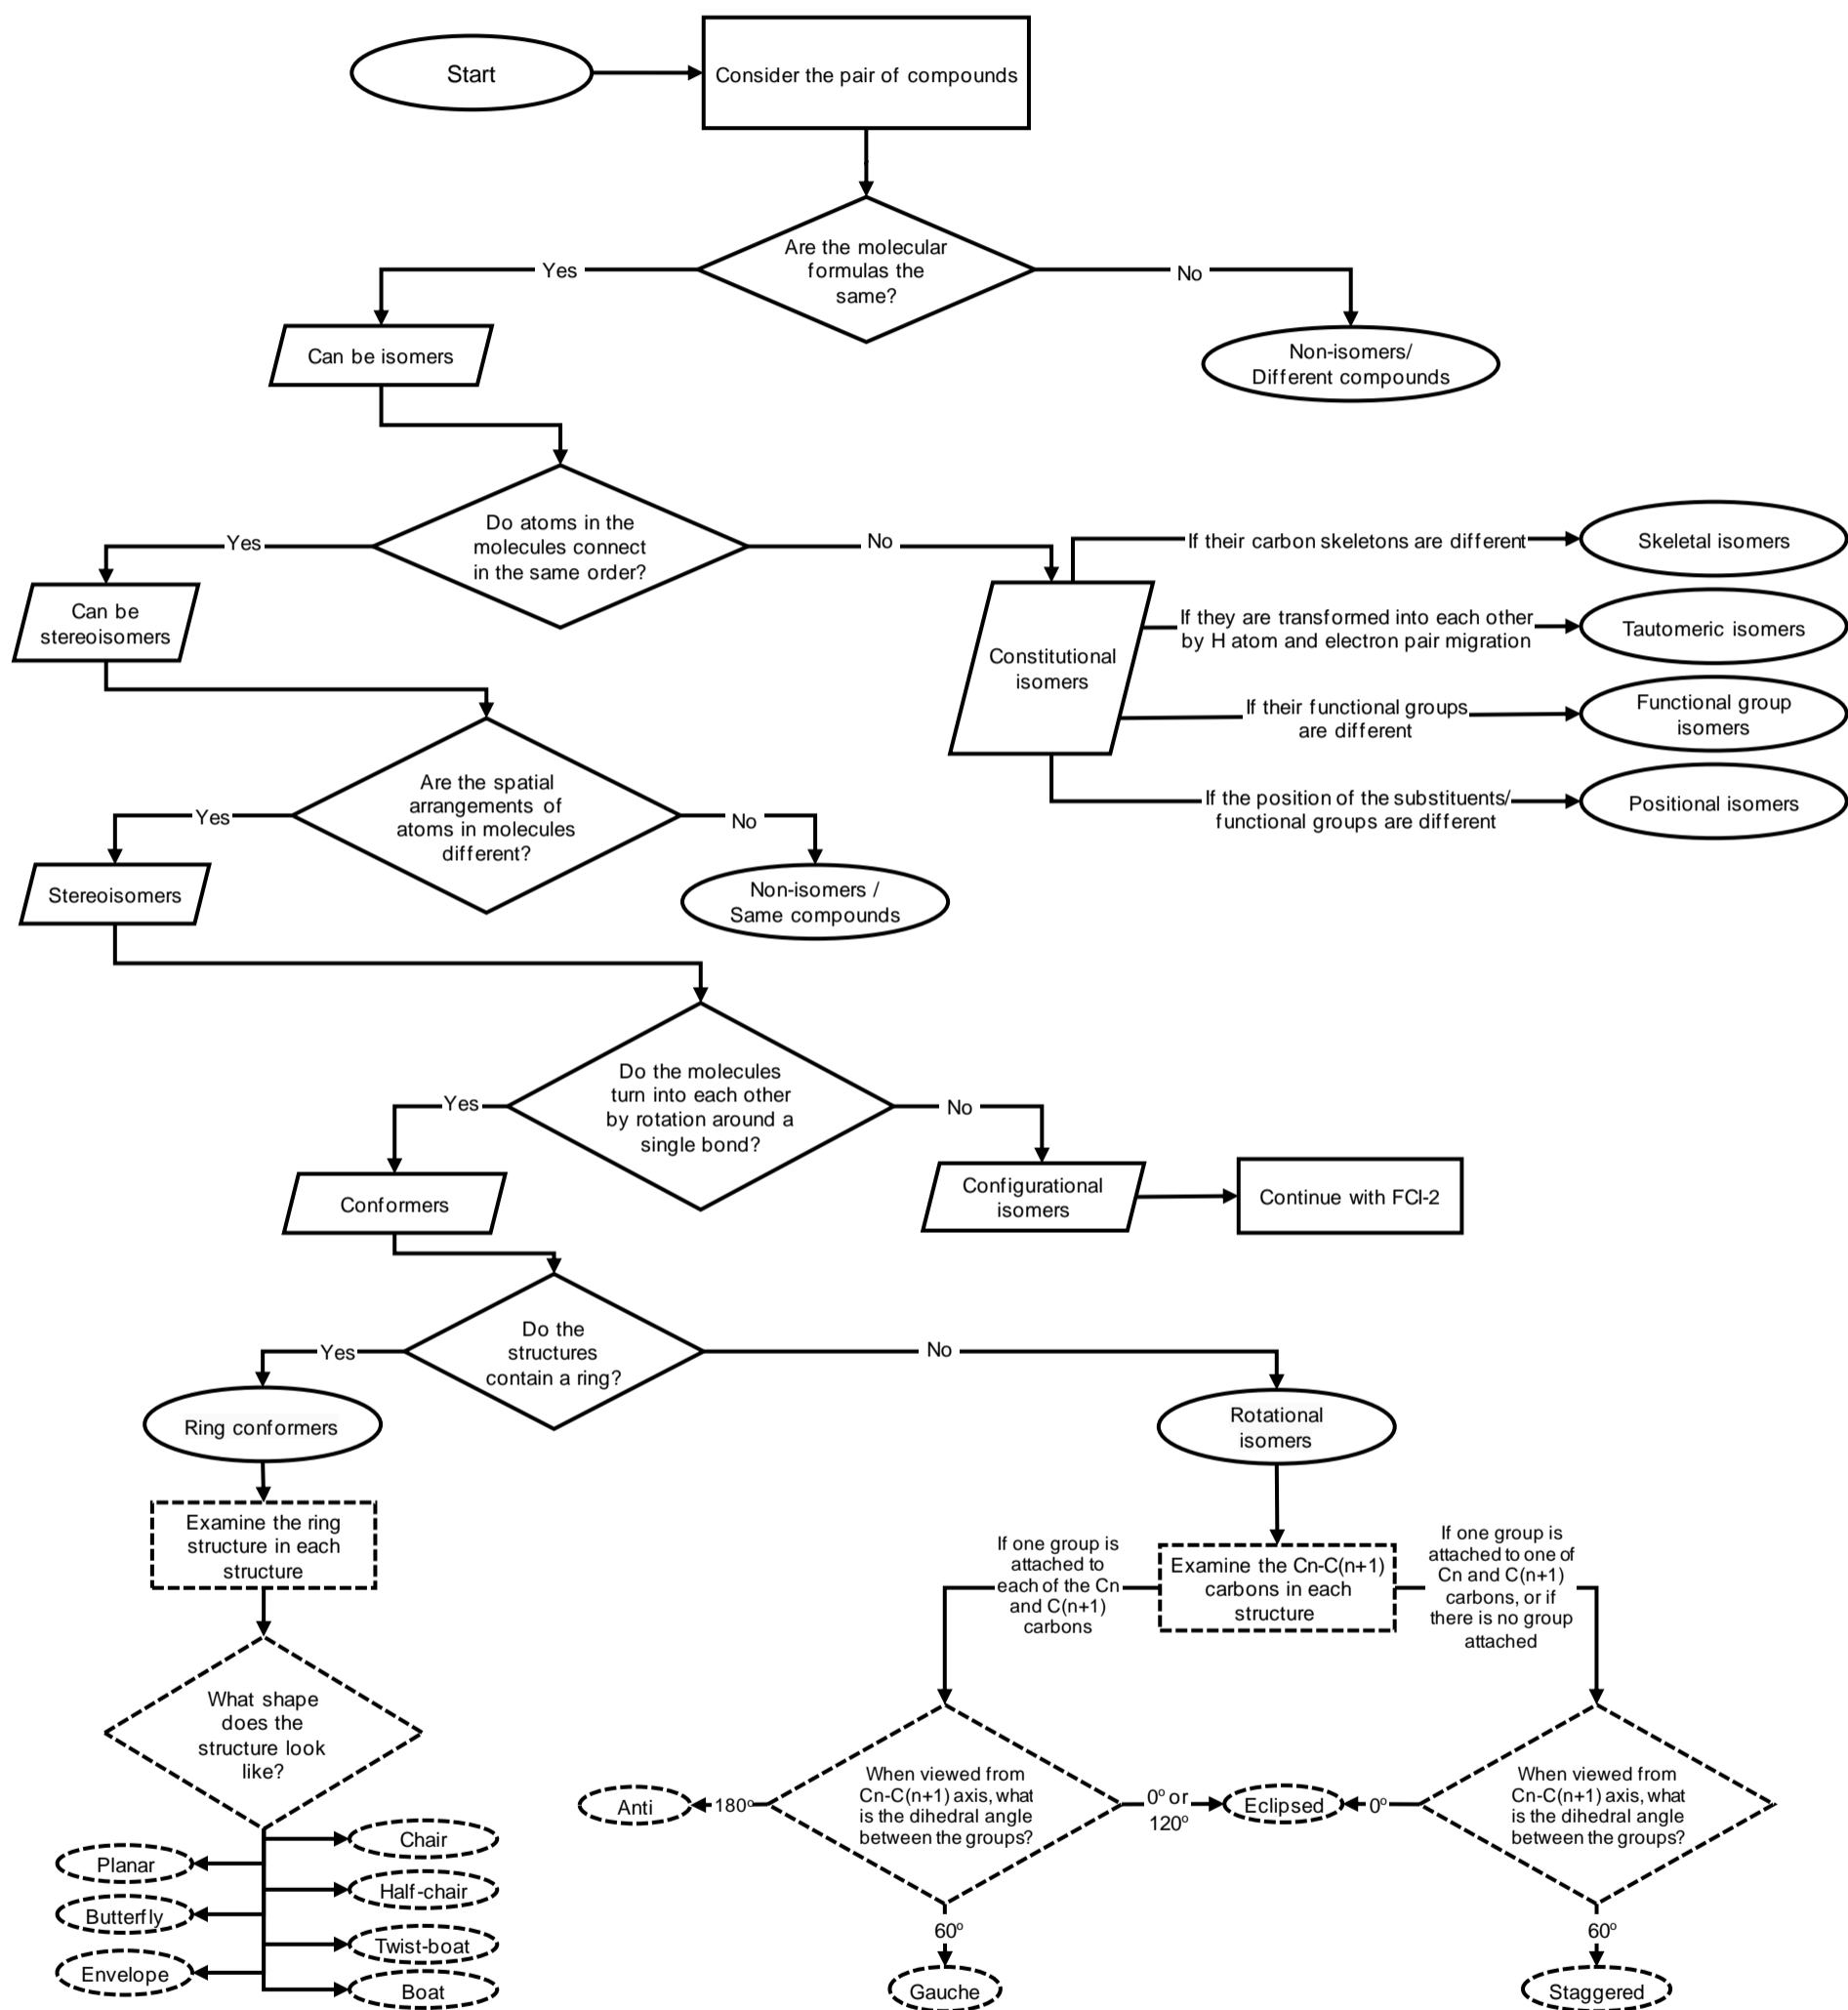 Start
Consider the pair of compounds
Are the molecular
formulas the
same?
Yes
No
Can be isomers
Non-isomers/
Different compounds
Do atoms in the
molecules connect
in the same order?
Yes
No
Can be
stereoisomers
Constitutional
isomers
If their carbon skeletons are different
Skeletal isomers
If they are transformed into each other
by H atom and electron pair migration
Tautomeric isomers
If their functional groups
are different
Functional group
isomers
If the position of the substituents/
functional groups are different
Positional isomers
Are the spatial
arrangements of
atoms in molecules
different?
Yes
No
Stereoisomers
Non-isomers /
Same compounds
Do the molecules
turn into each other
by rotation around a
single bond?
Yes
No
Conformers
Configurational
isomers
Continue with FCI-2
Do the
structures
contain a ring?
Yes
No
Ring conformers
Rotational
isomers
Examine the ring
structure in each
structure
If one group is
attached to
each of the Cn
and C(n+1)
carbons
Examine the Cn-C(n+1)
carbons in each
structure
If one group is
attached to one of
Cn and C(n+1)
carbons, or if
there is no group
attached
What shape
does the
structure look
like?
When viewed from
Cn-C(n+1) axis, what
is the dihedral angle
between the groups?
When viewed from
Cn-C(n+1) axis, what
is the dihedral angle
between the groups?
Anti
180º
0º or
120º
Eclipsed
0º
Chair
Planar
Half-chair
Butterfly
Twist-boat
Envelope
Boat
60º
Gauche
60º
Staggered